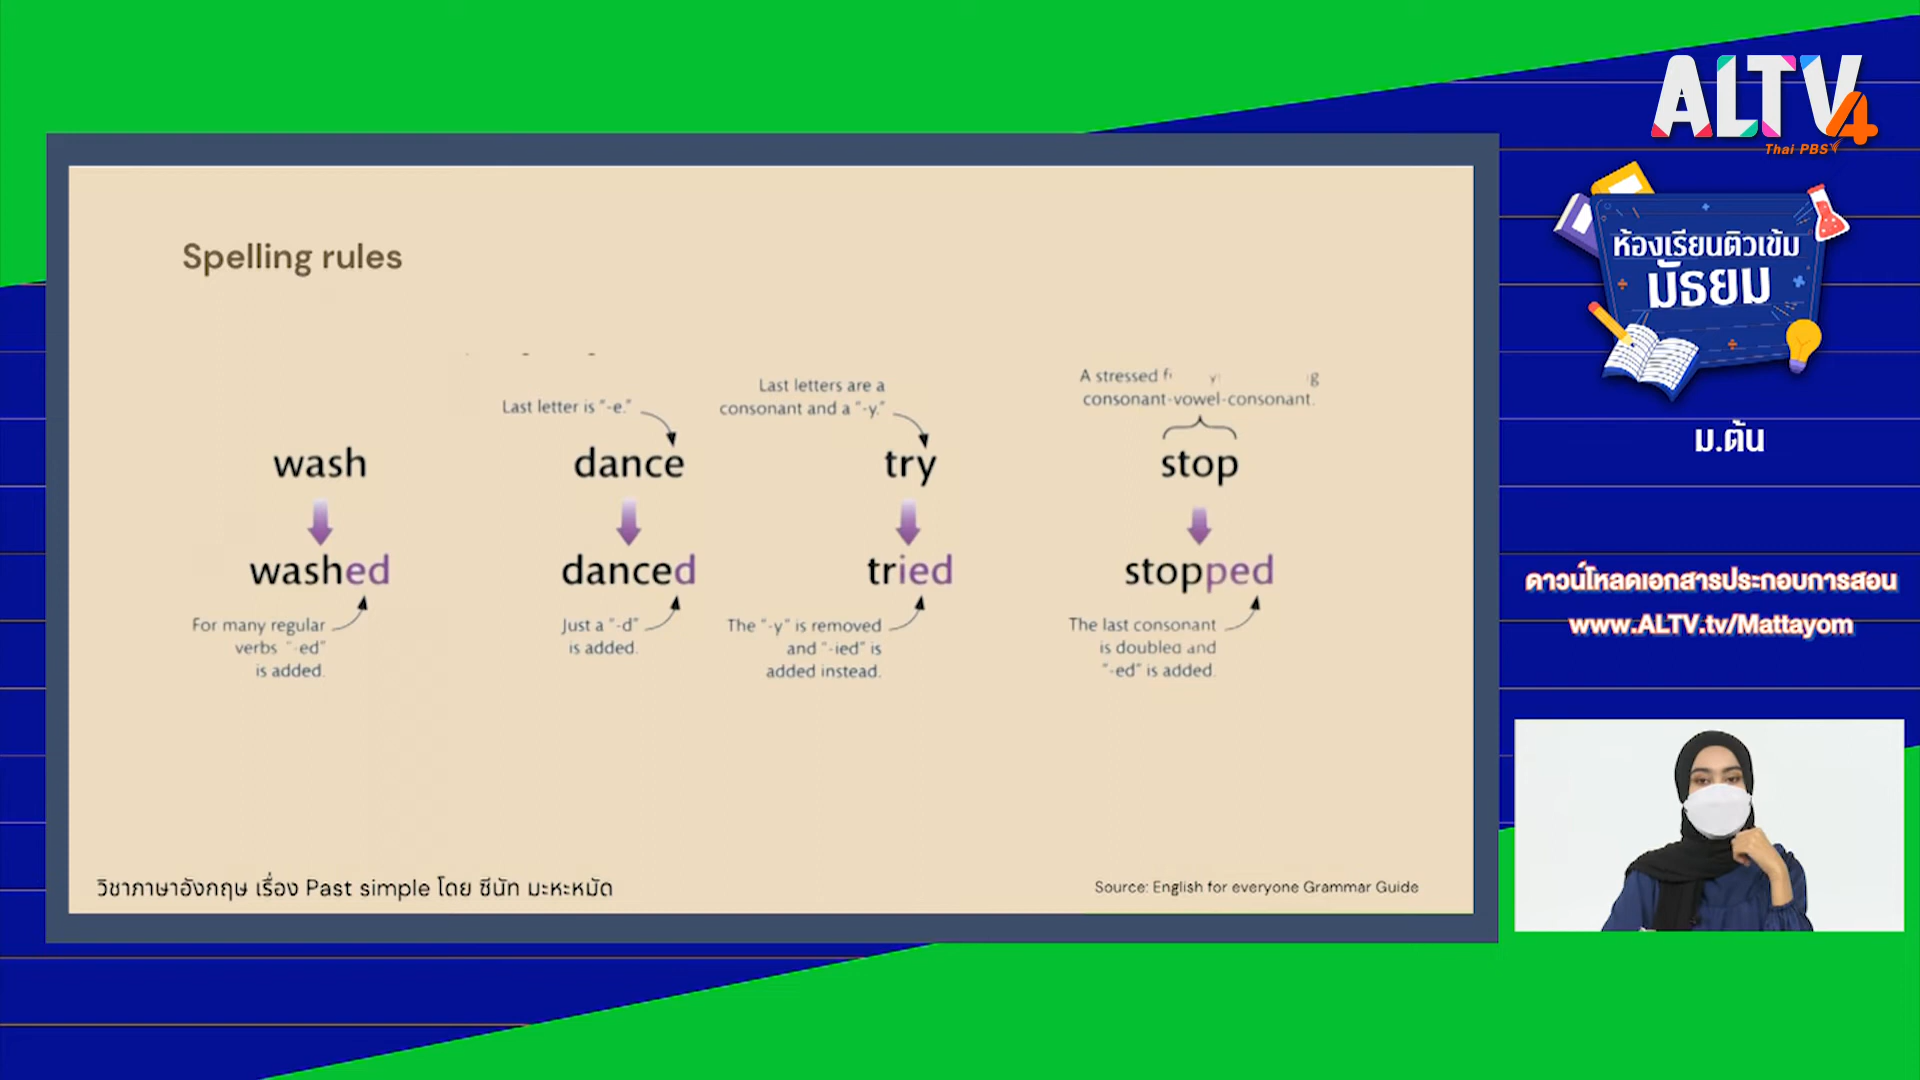 ALTV4
Thai PBS
ห้องเรียนติวเข้ม
มัธยม
ม.ต้น
ดาวน์โหลดเอกสารประกอบการสอน
www.ALTV.tv/Mattayom
Spelling rules
wash
washed
For many regular
verbs "-ed"
is added.
Last letter is "-e."
dance
danced
Just a "-d"
is added.
Last letters are a
consonant and a "-y."
try
tried
The "-y" is removed
and "-ied" is
added instead.
A stressed
consonant-vowel-consonant.
stop
stopped
The last consonant
is doubled and
"-ed" is added.
วิชาภาษาอังกฤษ เรื่อง Past simple โดย ซีนัท มะหะหมัด
Source: English for everyone Grammar Guide